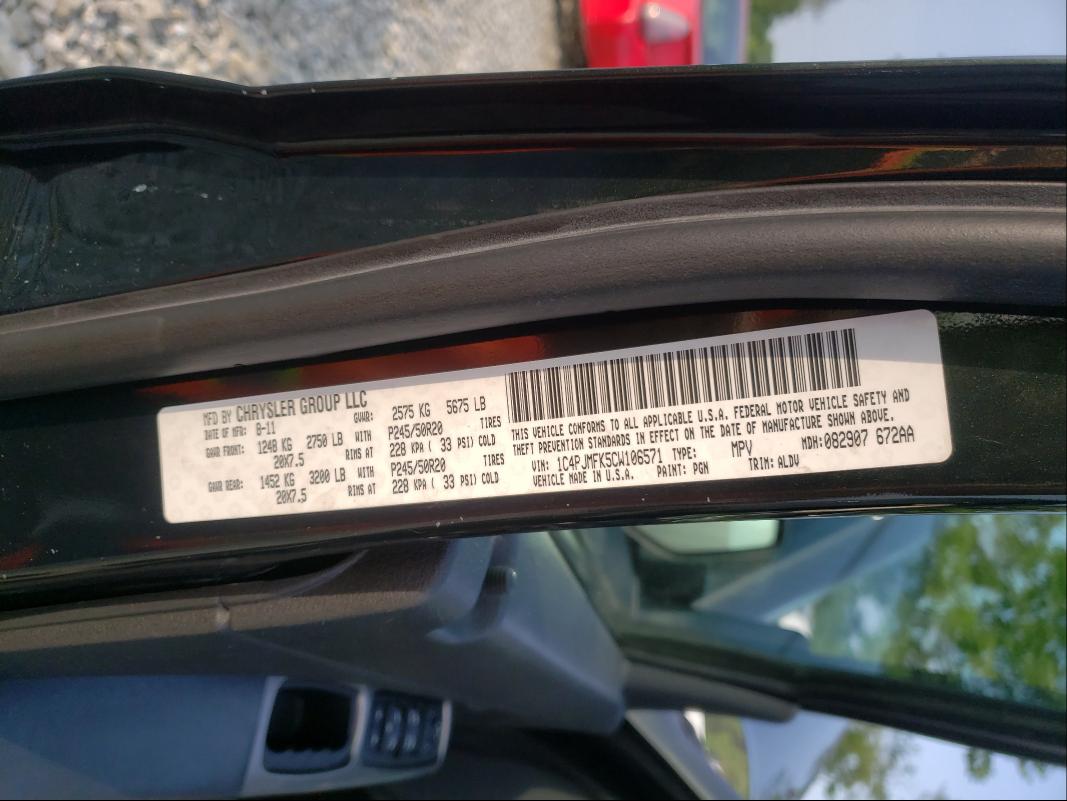 MFD BY CHRYSLER GROUP LLC
DATE OF MFR: 8-11 GVWR: 2575 KG 5675 LB
GAWR FRONT: 1248 KG 2750 LB WITH P245/50R20 TIRES
20X7.5 RIMS AT 228 KPA ( 33 PSI) COLD
GAWR REAR: 1452 KG 3200 LB WITH P245/50R20 TIRES
20X7.5 RIMS AT 228 KPA ( 33 PSI) COLD
THIS VEHICLE CONFORMS TO ALL APPLICABLE U.S.A. FEDERAL MOTOR VEHICLE SAFETY AND
THEFT PREVENTION STANDARDS IN EFFECT ON THE DATE OF MANUFACTURE SHOWN ABOVE.
VIN: 1C4PJMFK5CW106571 TYPE: MPV MDH: 082907 672AA
VEHICLE MADE IN U.S.A. PAINT: PGN TRIM: ALDV